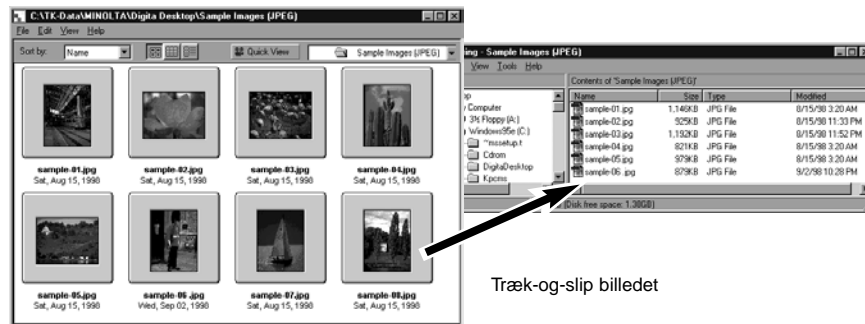 C:\TK-Data\MINOLTA\Digita Desktop\Sample Images (JPEG)
File Edit View Help
Sort by: Name Quick View Sample Images (JPEG)
sample-01.jpg sample-02.jpg sample-03.jpg sample-04.jpg
Sat, Aug 15, 1998 Sat, Aug 15, 1998 Sat, Aug 15, 1998 Sat, Aug 15, 1998
sample-05.jpg sample-06.jpg sample-07.jpg sample-08.jpg
Sat, Aug 15, 1998 Wed, Sep 02, 1998 Sat, Aug 15, 1998 Sat, Aug 15, 1998
ring - Sample Images (JPEG)
View Tools Help
Contents of 'Sample Images (JPEG)'
Name Size Type Modified
sample-01.jpg 1,146KB JPG File 8/15/98 3:20 AM
sample-02.jpg 925KB JPG File 8/15/98 11:33 PM
sample-03.jpg 1,192KB JPG File 8/15/98 11:52 PM
sample-04.jpg 821KB JPG File 8/15/98 3:20 AM
sample-05.jpg 979KB JPG File 8/15/98 3:20 AM
sample-06 .jpg 879KB JPG File 9/2/98 10:28 PM
Computer
3½ Floppy (A:)
Windows95e (C:)
~mssetup.t
Cdrom
DigitaDesktop
Kpcms
(Disk free space: 1.30GB)
Træk-og-slip billedet